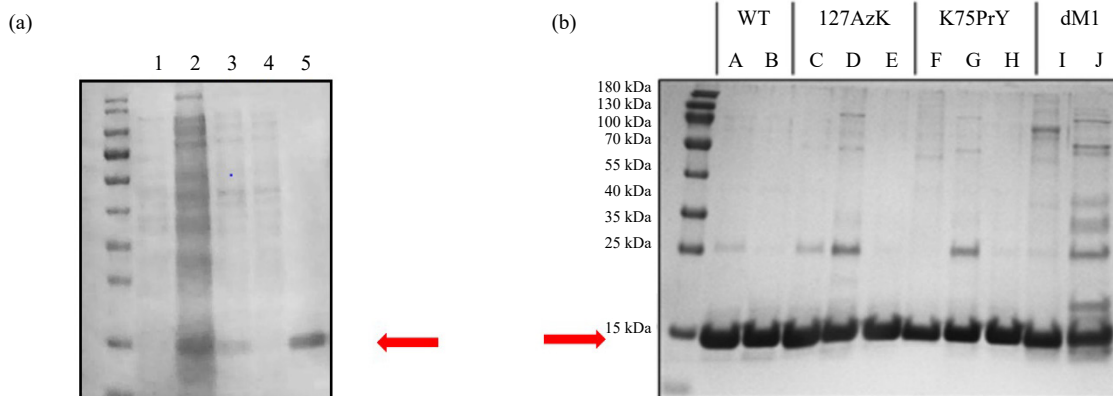 (a)
1 2 3 4 5
(b)
WT 127AzK K75PrY dM1
A B C D E F G H I J
180 kDa
130 kDa
100 kDa
70 kDa
55 kDa
40 kDa
35 kDa
25 kDa
15 kDa